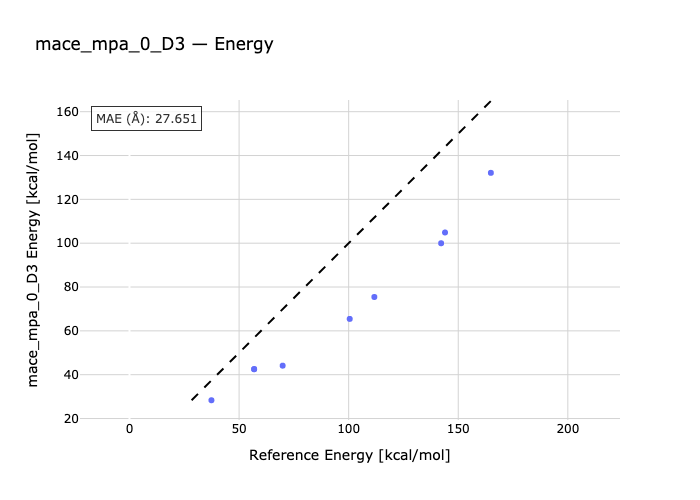 mace_mpa_0_D3 — Energy
MAE (Å): 27.651
mace_mpa_0_D3 Energy [kcal/mol]
160
140
120
100
80
60
40
20
0 50 100 150 200
Reference Energy [kcal/mol]